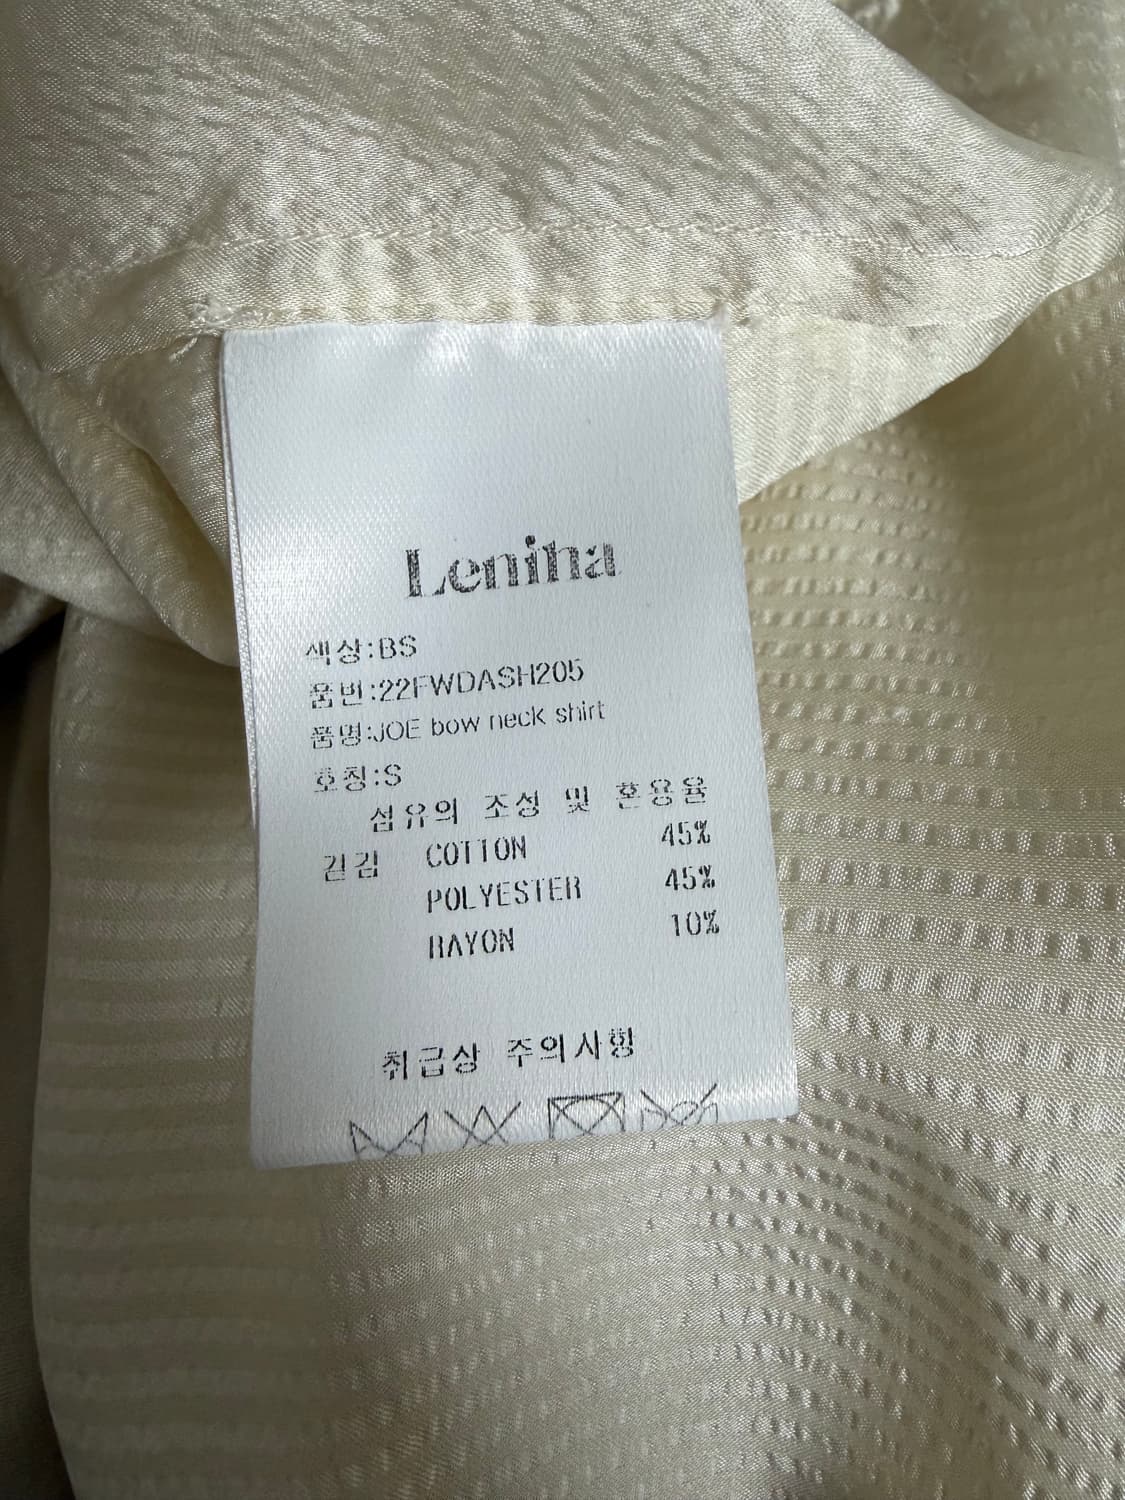 Lenina
색상:BS
품번:22FWDASH205
품명:JOE bow neck shirt
호칭:S
섬유의 조성 및 혼용율
겉감 COTTON 45%
POLYESTER 45%
RAYON 10%
취급상 주의사항